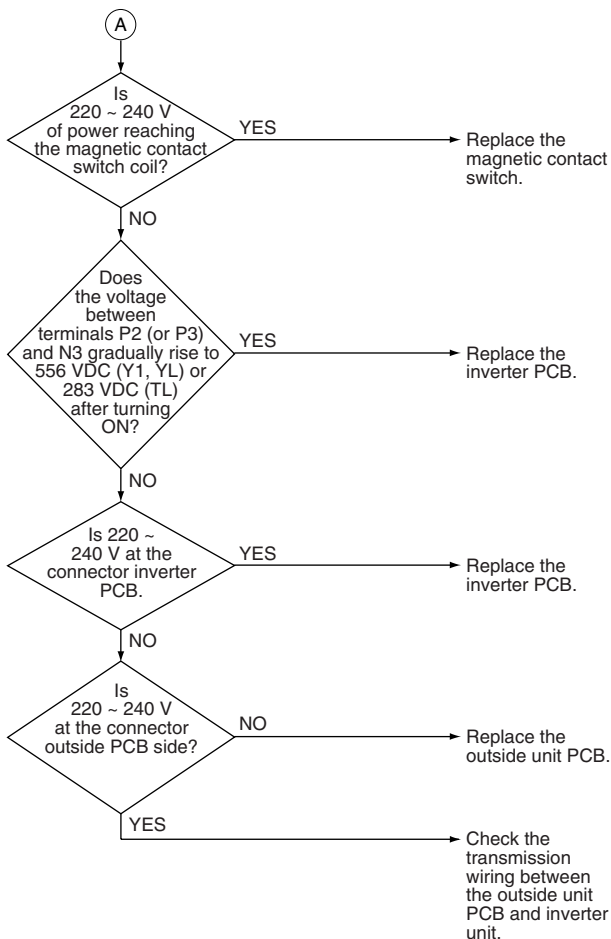 A
Is
220 ~ 240 V
of power reaching
the magnetic contact
switch coil?
YES
Replace the
magnetic contact
switch.
NO
Does
the voltage
between
terminals P2 (or P3)
and N3 gradually rise to
556 VDC (Y1, YL) or
283 VDC (TL)
after turning
ON?
YES
Replace the
inverter PCB.
NO
Is 220 ~
240 V at the
connector inverter
PCB.
YES
Replace the
inverter PCB.
NO
Is
220 ~ 240 V
at the connector
outside PCB side?
NO
Replace the
outside unit PCB.
YES
Check the
transmission
wiring between
the outside unit
PCB and inverter
unit.